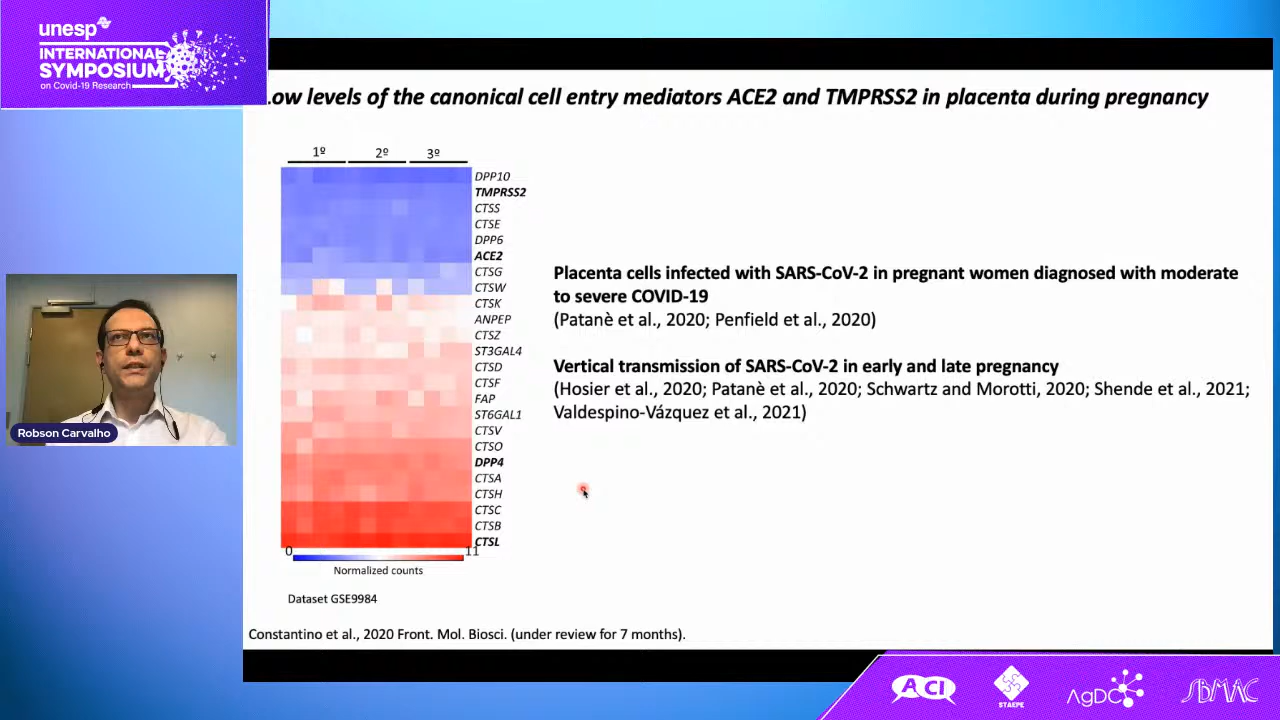 unesp
INTERNATIONAL
SYMPOSIUM
on Covid-19 Research
Low levels of the canonical cell entry mediators ACE2 and TMPRSS2 in placenta during pregnancy
1º 2º 3º
DPP10
TMPRSS2
CTSS
CTSE
DPP6
ACE2
CTSG
CTSW
CTSK
ANPEP
CTSZ
ST3GAL4
CTSD
CTSF
FAP
ST6GAL1
CTSV
CTSO
DPP4
CTSA
CTSH
CTSC
CTSB
CTSL
0 11
Normalized counts
Dataset GSE9984
Placenta cells infected with SARS-CoV-2 in pregnant women diagnosed with moderate
to severe COVID-19
(Patanè et al., 2020; Penfield et al., 2020)
Vertical transmission of SARS-CoV-2 in early and late pregnancy
(Hosier et al., 2020; Patanè et al., 2020; Schwartz and Morotti, 2020; Shende et al., 2021;
Valdespino-Vázquez et al., 2021)
Robson Carvalho
Constantino et al., 2020 Front. Mol. Biosci. (under review for 7 months).
ACI
STAEPE
AgDC
SBMAC